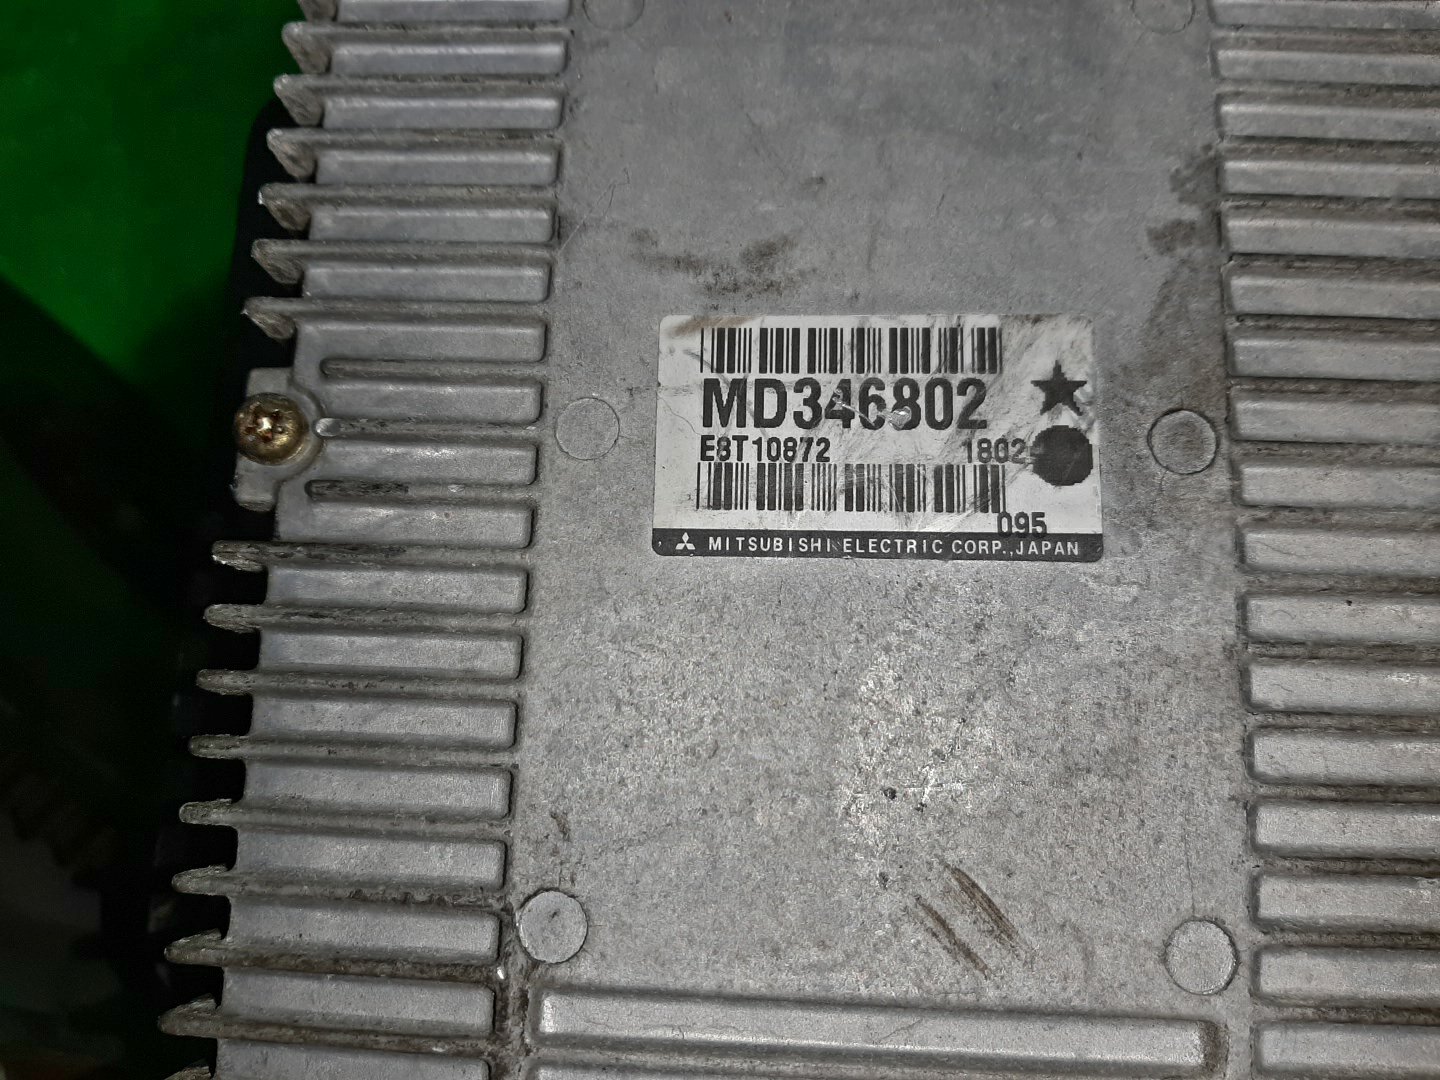 MD346802
E8T10872 1802
095
MITSUBISHI ELECTRIC CORP., JAPAN